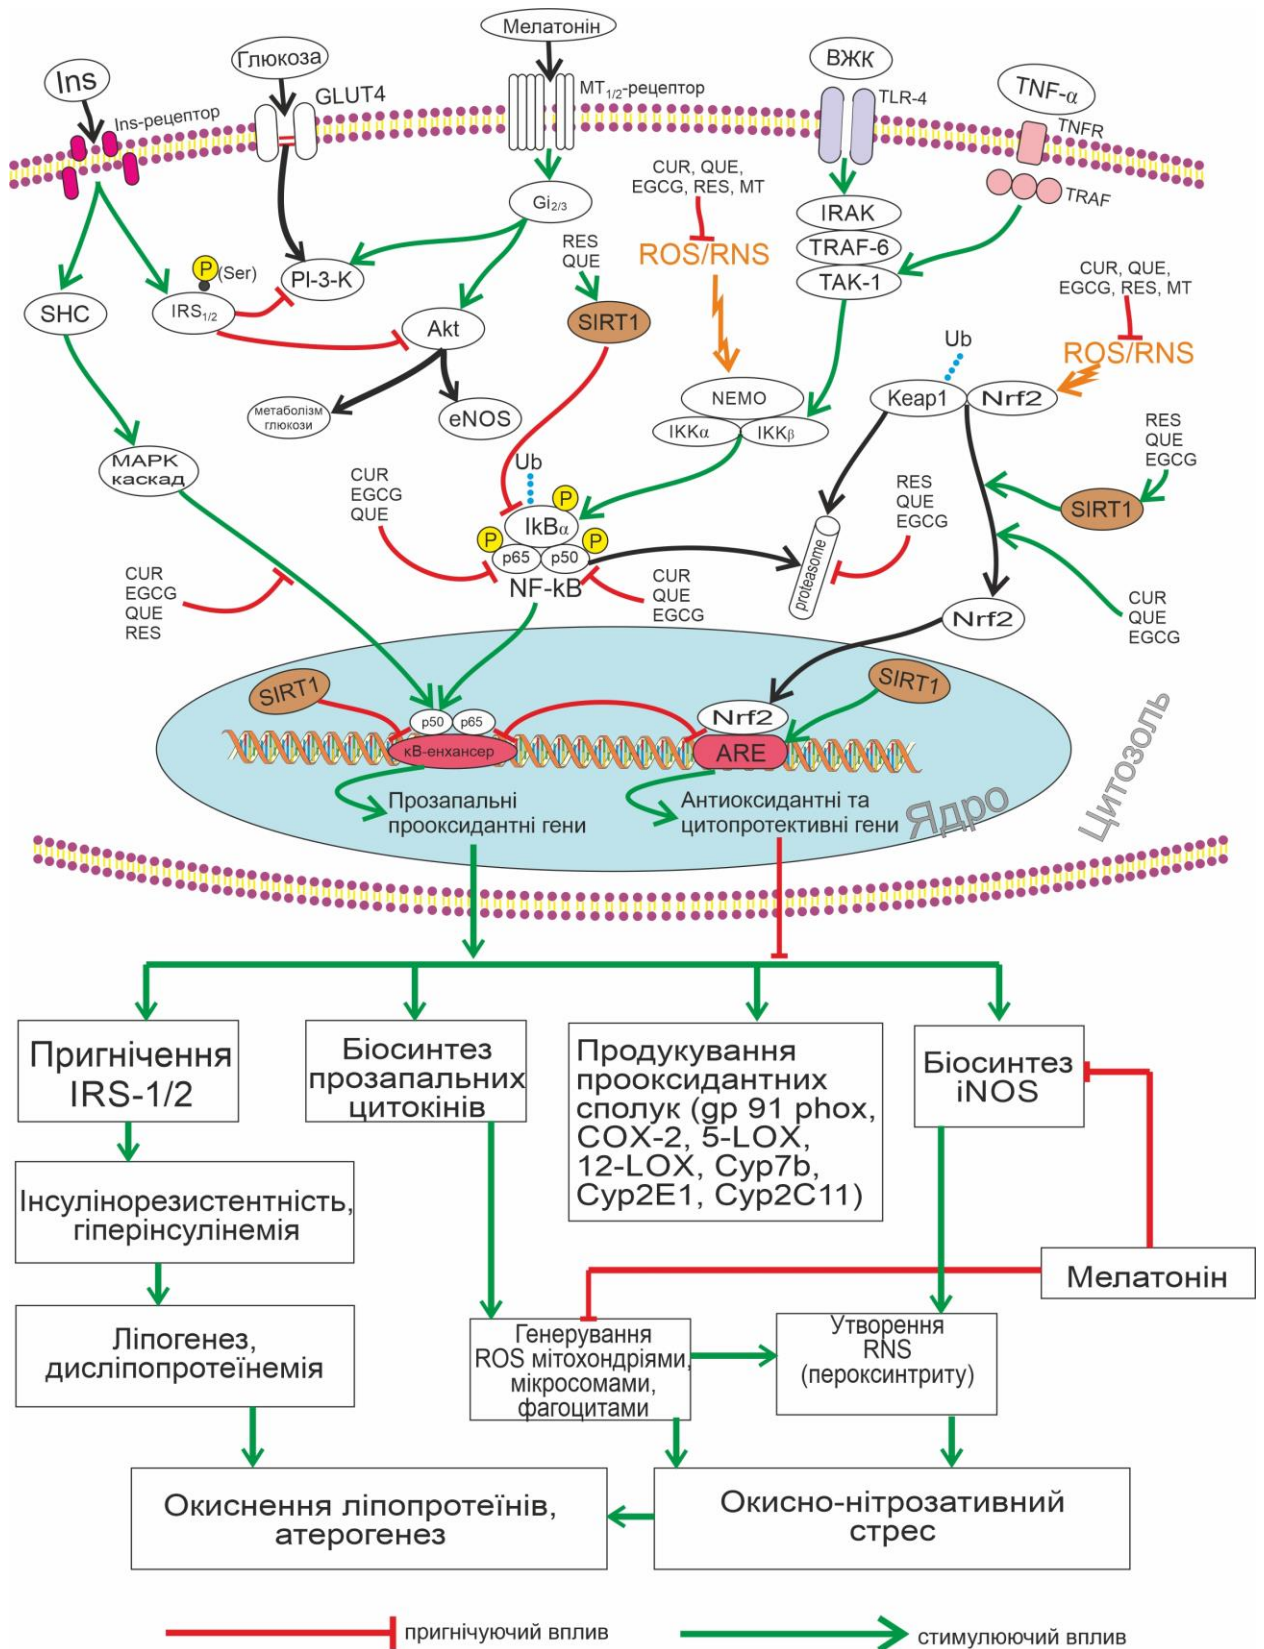 Мелатонін
Глюкоза
ВЖК
Ins
TNF-α
GLUT4
MT1/2-рецептор
TLR-4
Ins-рецептор
TNFR
CUR, QUE,
EGCG, RES, MT
TRAF
Gi2/3
IRAK
RES
QUE
ROS/RNS
TRAF-6
P
(Ser)
PI-3-K
TAK-1
CUR, QUE,
EGCG, RES, MT
SHC
IRS1/2
Akt
SIRT1
Ub
ROS/RNS
NEMO
Keap1
Nrf2
метаболізм
глюкози
eNOS
IKKα
IKKβ
RES
QUE
EGCG
МАРК
каскад
Ub
CUR
EGCG
QUE
P
RES
QUE
EGCG
SIRT1
IkBα
P
P
p65
p50
NF-kB
proteasome
CUR
EGCG
QUE
RES
CUR
QUE
EGCG
CUR
QUE
EGCG
Nrf2
SIRT1
SIRT1
p50
p65
Nrf2
кВ-енхансер
ARE
Прозапальні
прооксидантні гени
Антиоксидантні та
цитопротективні гени
Ядро
Цитозоль
Пригнічення
IRS-1/2
Біосинтез
прозапальних
цитокінів
Продукування
прооксидантних
сполук (gp 91 phox,
COX-2, 5-LOX,
12-LOX, Cyp7b,
Cyp2E1, Cyp2C11)
Біосинтез
iNOS
Інсулінорезистентність,
гіперінсулінемія
Мелатонін
Ліпогенез,
дисліпопротеїнемія
Генерування
ROS мітохондріями,
мікросомами,
фагоцитами
Утворення
RNS
(пероксинтриту)
Окиснення ліпопротеїнів,
атерогенез
Окисно-нітрозативний
стрес
пригнічуючий вплив
стимулюючий вплив